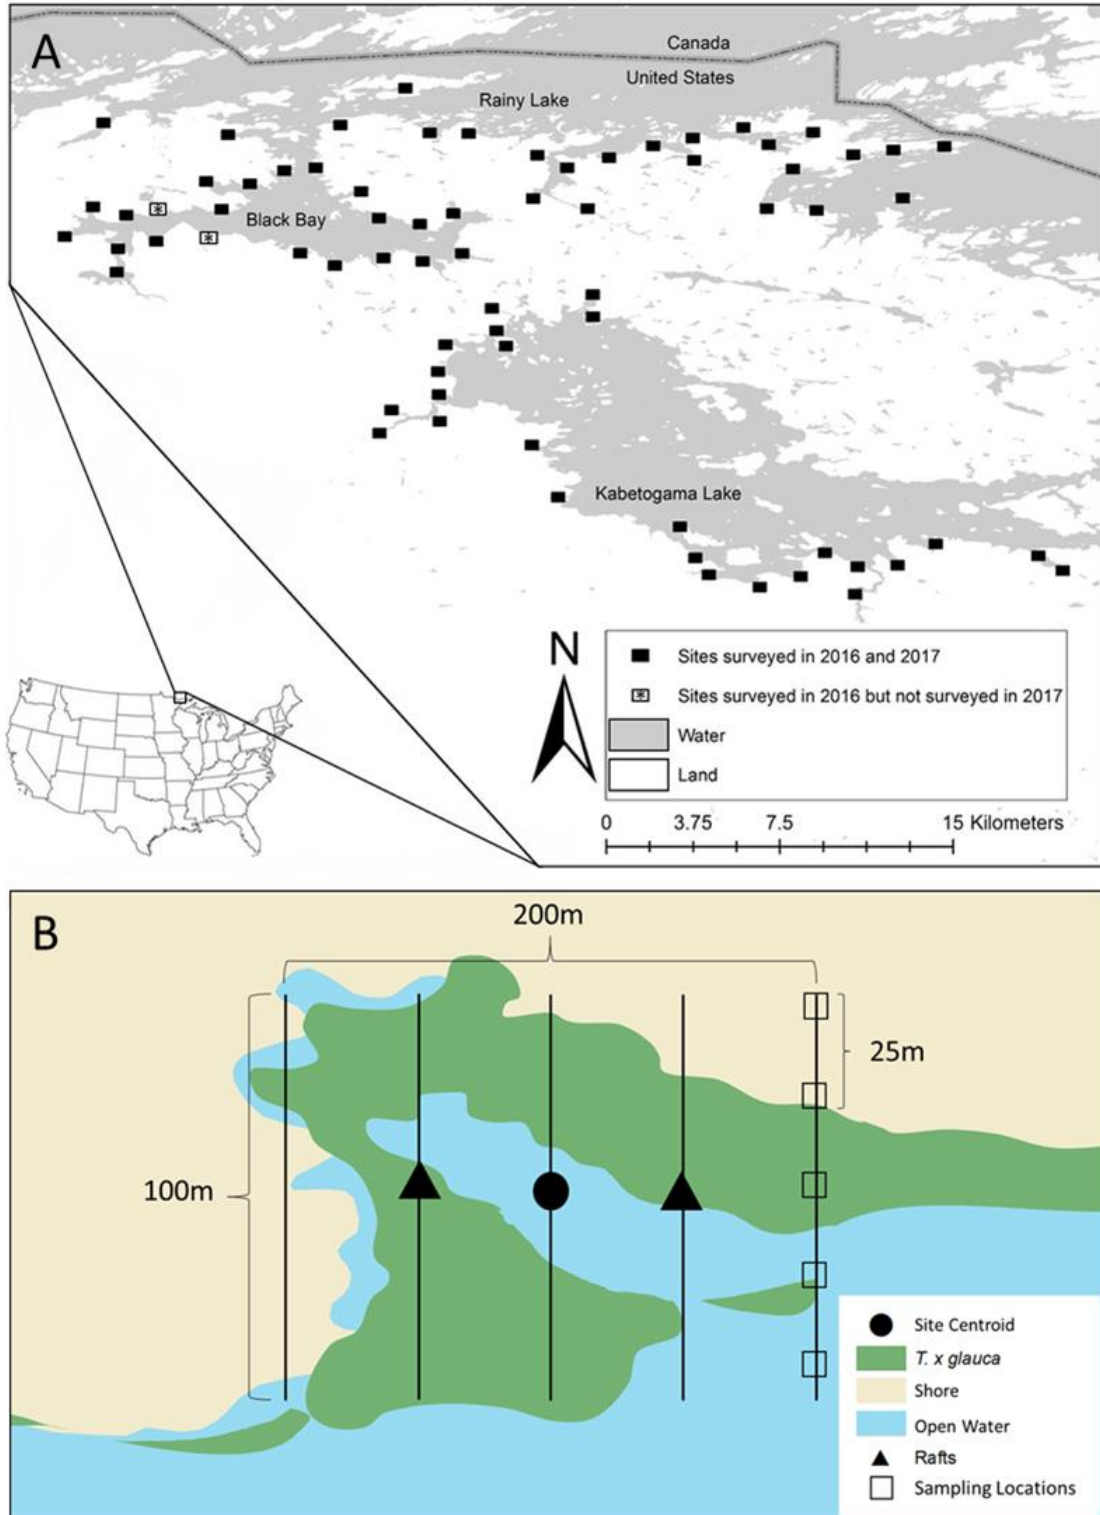 A
Canada
United States
Rainy Lake
Black Bay
Kabetogama Lake
N
Sites surveyed in 2016 and 2017
Sites surveyed in 2016 but not surveyed in 2017
Water
Land
0 3.75 7.5 15 Kilometers
B
200m
25m
100m
Site Centroid
T. x glauca
Shore
Open Water
Rafts
Sampling Locations